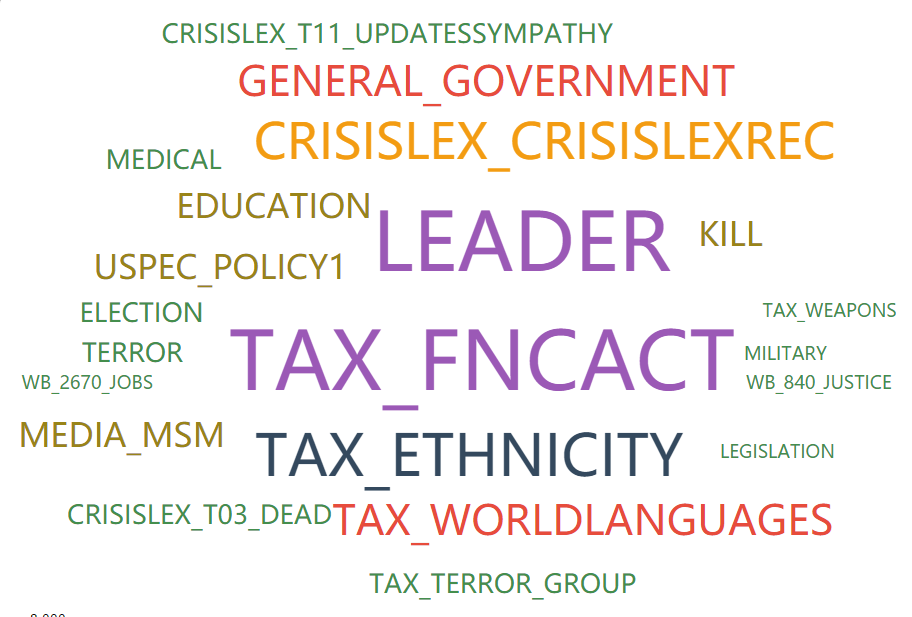 CRISISLEX_T11_UPDATESSYMPATHY
GENERAL_GOVERNMENT
CRISISLEX_CRISISLEXREC
MEDICAL
EDUCATION
LEADER
KILL
USPEC_POLICY1
ELECTION
TAX_WEAPONS
TERROR
TAX_FNCACT
MILITARY
WB_2670_JOBS
WB_840_JUSTICE
MEDIA_MSM
TAX_ETHNICITY
LEGISLATION
CRISISLEX_T03_DEAD
TAX_WORLDLANGUAGES
TAX_TERROR_GROUP